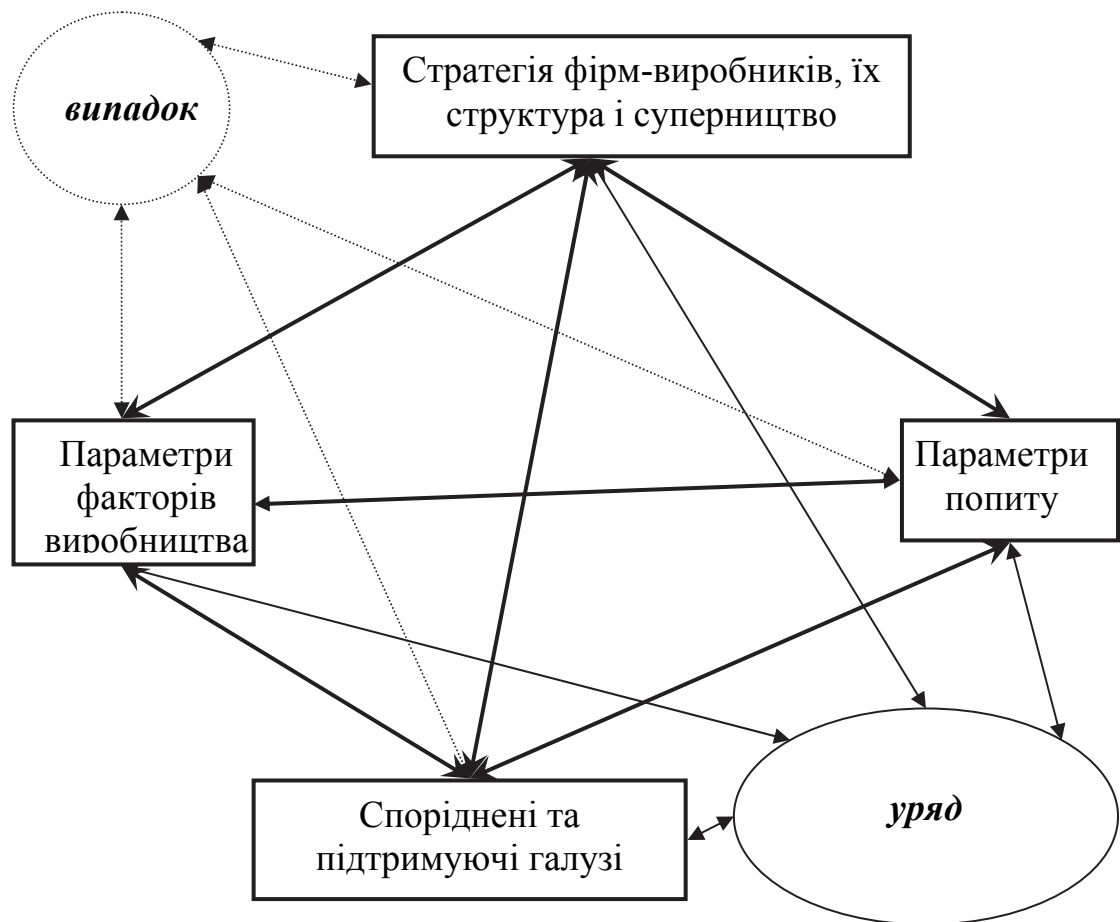 випадок
Стратегія фірм-виробників, їх
структура і суперництво
Параметри
факторів
виробництва
Параметри
попиту
Споріднені та
підтримуючі галузі
уряд